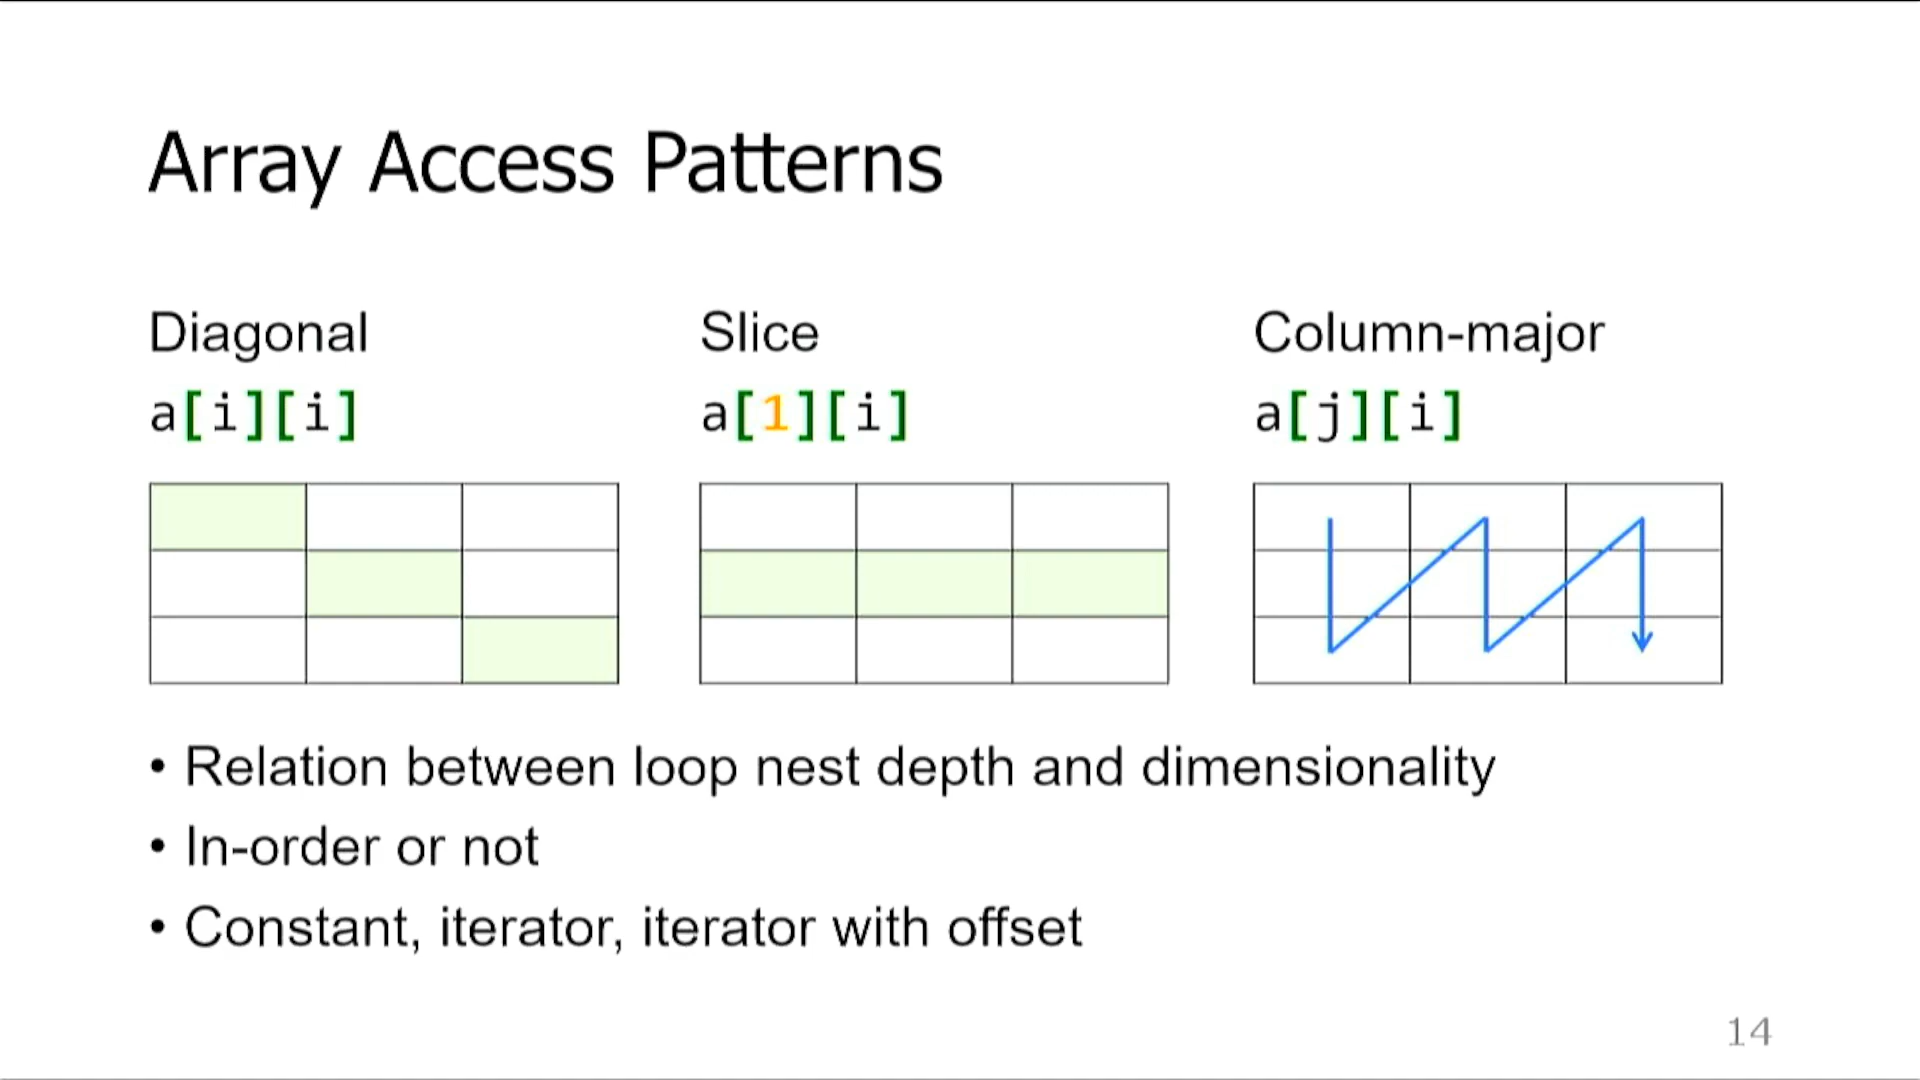 Array Access Patterns
Diagonal
a[i][i]
Slice
a[1][i]
Column-major
a[j][i]
• Relation between loop nest depth and dimensionality
• In-order or not
• Constant, iterator, iterator with offset
14